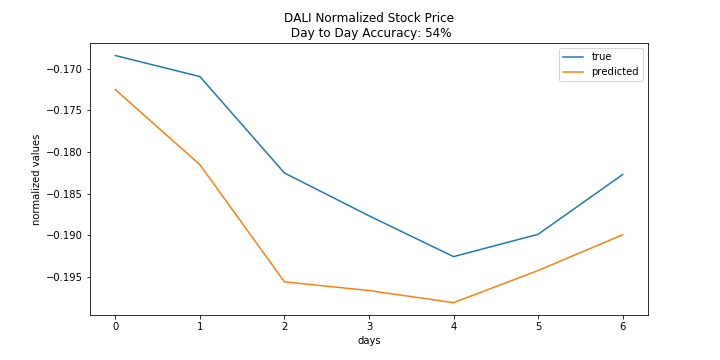 DALI Normalized Stock Price
Day to Day Accuracy: 54%
true
predicted
normalized values
−0.170
−0.175
−0.180
−0.185
−0.190
−0.195
0 1 2 3 4 5 6
days